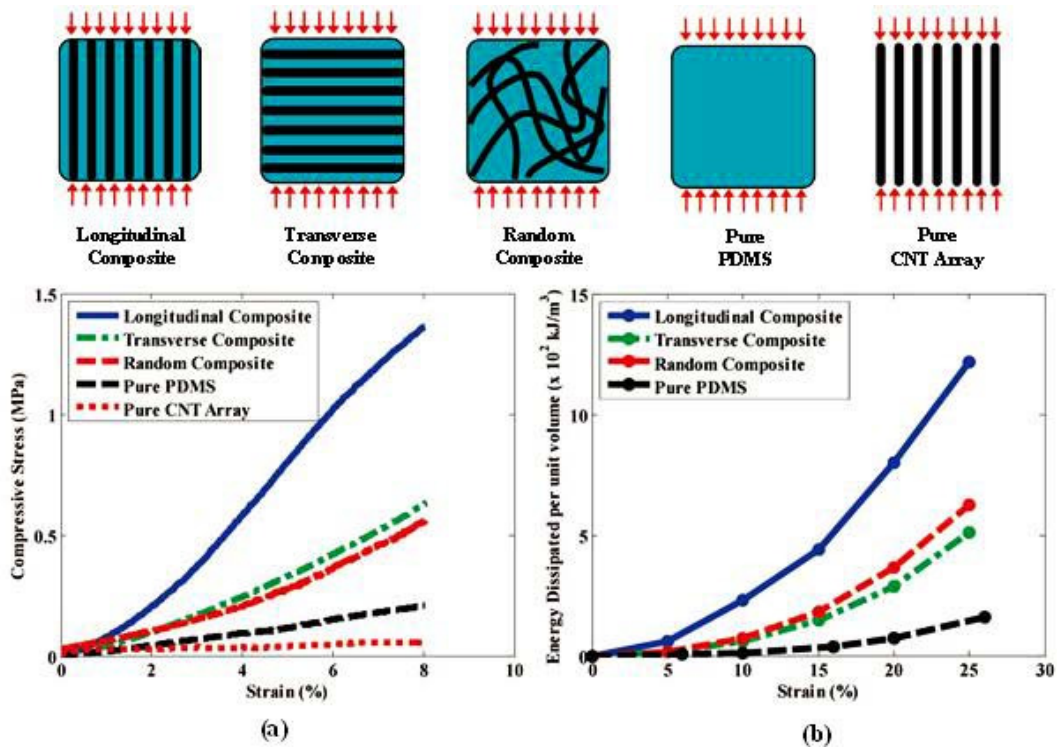 Longitudinal
Composite
Transverse
Composite
Random
Composite
Pure
PDMS
Pure
CNT Array
1.5
1
0.5
0
Compressive Stress (MPa)
Longitudinal Composite
Transverse Composite
Random Composite
Pure PDMS
Pure CNT Array
0 2 4 6 8 10
Strain (%)
(a)
15
10
5
0
Energy Dissipated per unit volume (x 10² kJ/m³)
Longitudinal Composite
Transverse Composite
Random Composite
Pure PDMS
0 5 10 15 20 25 30
Strain (%)
(b)